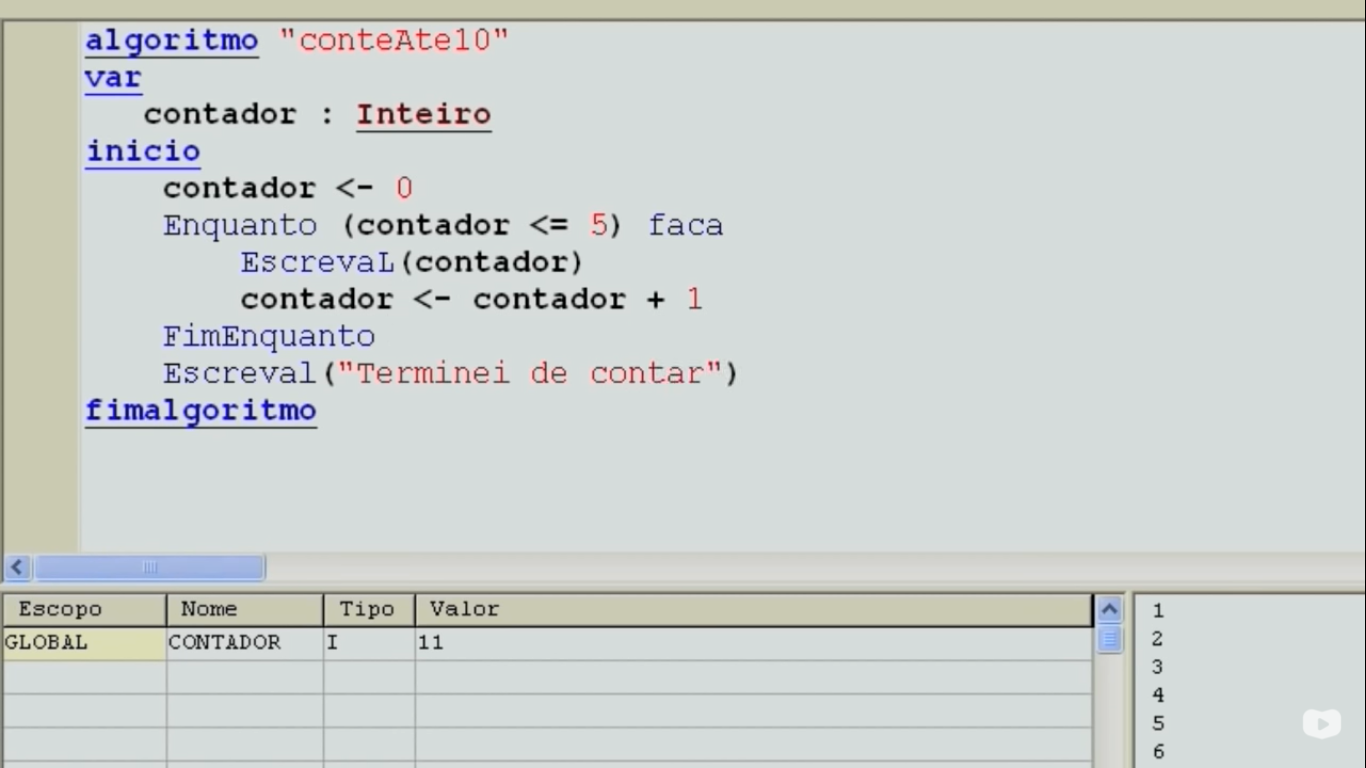 algoritmo "conteAte10"
var
contador : Inteiro
inicio
contador <- 0
Enquanto (contador <= 5) faca
EscrevaL(contador)
contador <- contador + 1
FimEnquanto
Escreval("Terminei de contar")
fimalgoritmo
Escopo Nome Tipo Valor
GLOBAL CONTADOR I 11
1
2
3
4
5
6